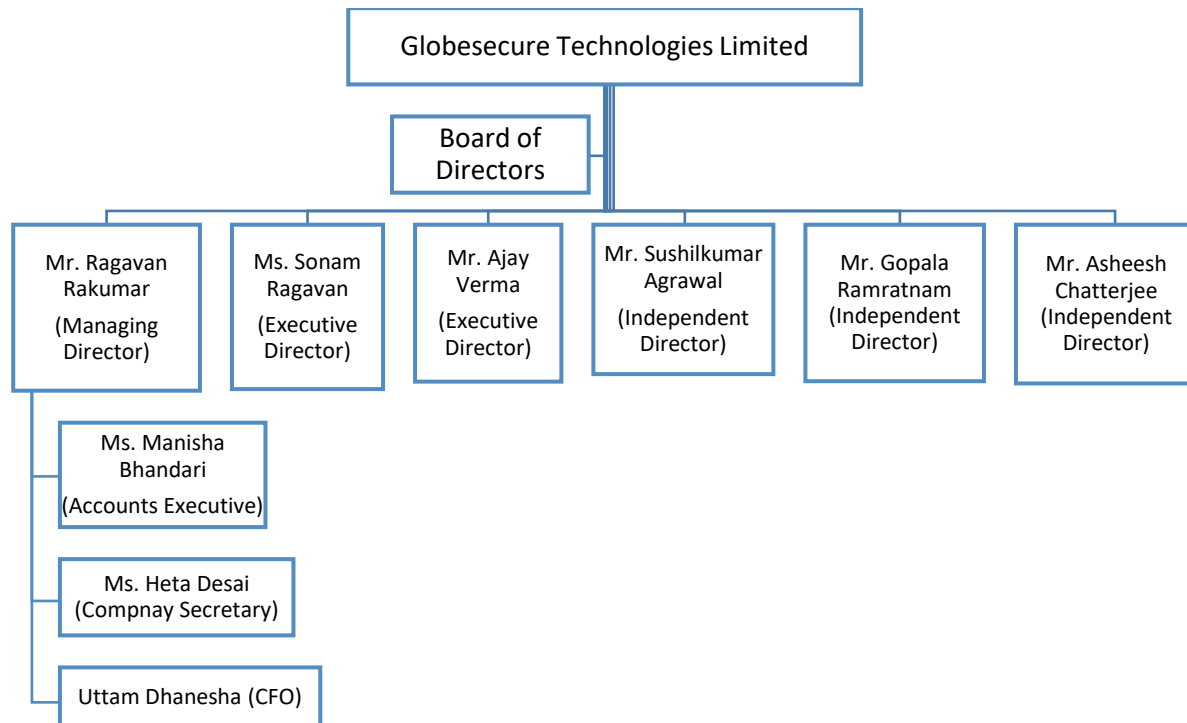 Globesecure Technologies Limited
Board of
Directors
Mr. Ragavan
Rakumar
(Managing
Director)
Ms. Sonam
Ragavan
(Executive
Director)
Mr. Ajay
Verma
(Executive
Director)
Mr. Sushilkumar
Agrawal
(Independent
Director)
Mr. Gopala
Ramratnam
(Independent
Director)
Mr. Asheesh
Chatterjee
(Independent
Director)
Ms. Manisha
Bhandari
(Accounts Executive)
Ms. Heta Desai
(Compnay Secretary)
Uttam Dhanesha (CFO)